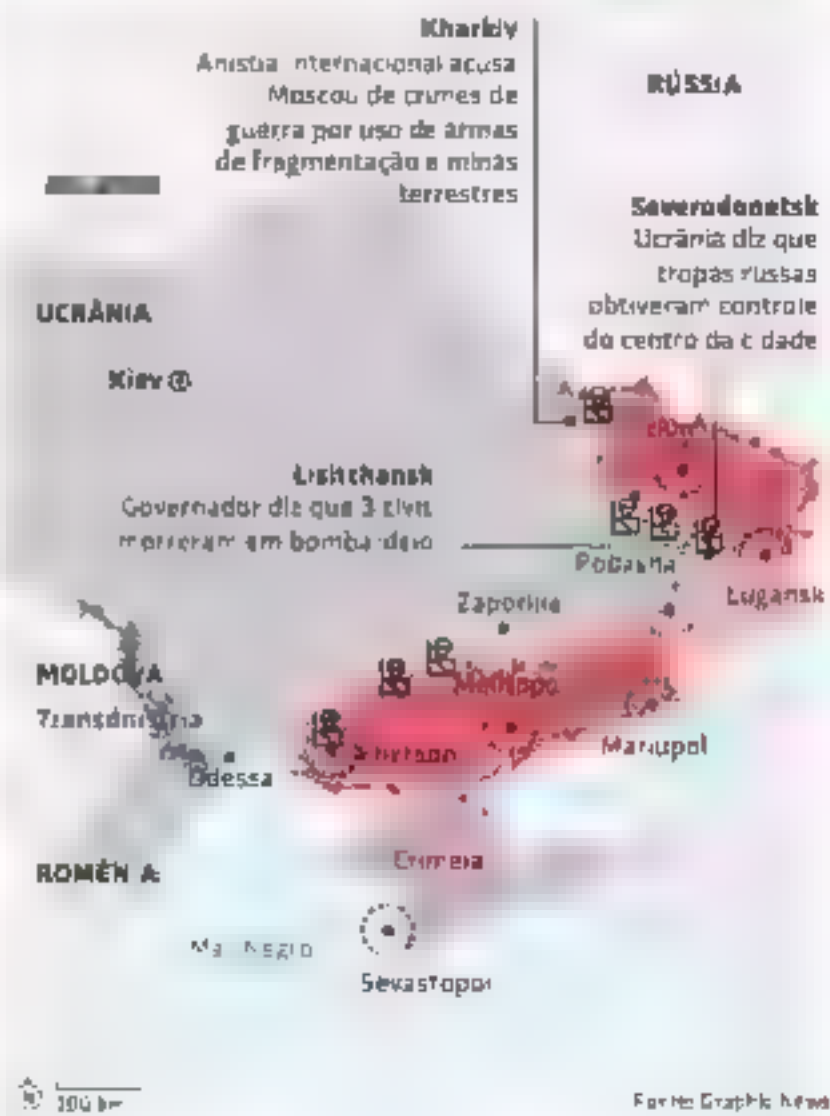 Kharkiv
Anistia Internacional acusa
Moscou de crimes de
guerra por uso de armas
de fragmentação e minas
terrestres
RÚSSIA
Severodonetsk
Ucrânia diz que
tropas russas
obtiveram controle
do centro da cidade
UCRÂNIA
Kiev
Lisitchansk
Governador diz que 3 civis
morreram em bombardeio
Popasna
Lugansk
Zaporíjia
MOLDOVA
Melitopol
Transdnístria
Kherson
Mariupol
Odessa
Crimeia
ROMÊNIA
Mar Negro
Sevastopol
100 km
Fonte: Graphic News